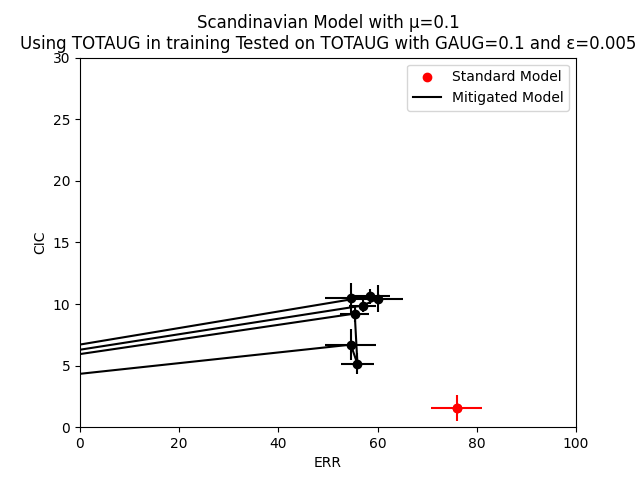 Scandinavian Model with μ=0.1
Using TOTAUG in training Tested on TOTAUG with GAUG=0.1 and ε=0.005
Standard Model
Mitigated Model
30
25
20
15
10
5
0
CIC
0 20 40 60 80 100
ERR